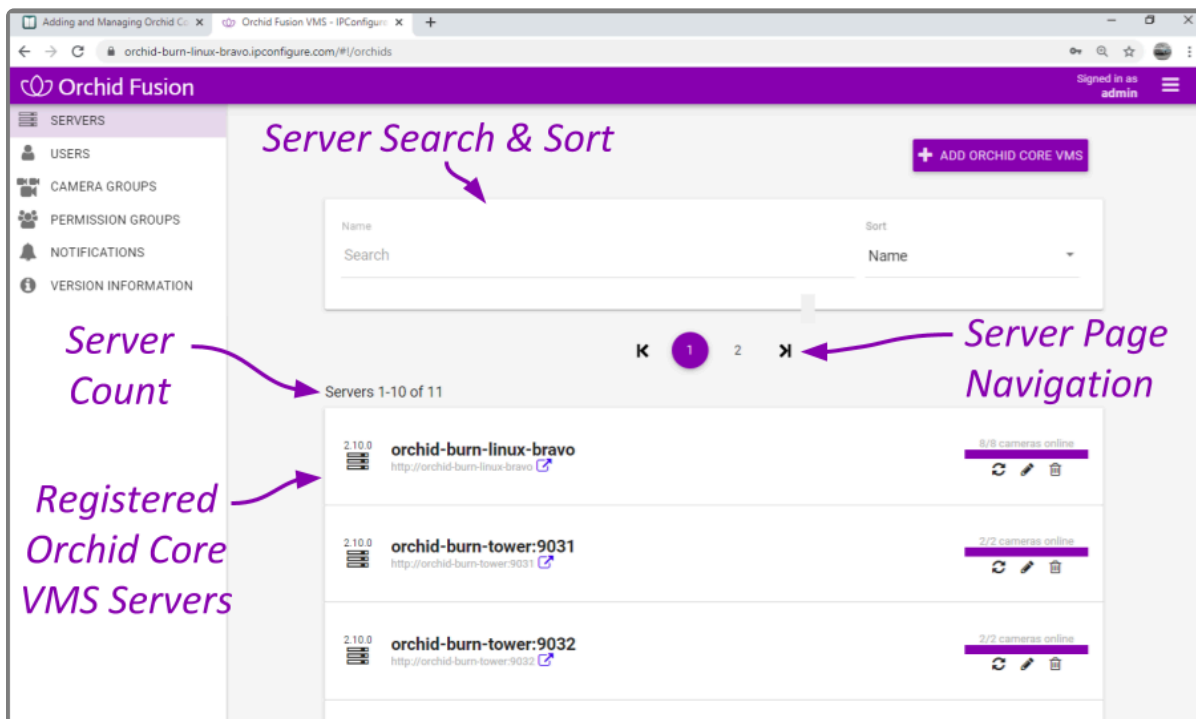 Adding and Managing Orchid Co
Orchid Fusion VMS - IPConfigure
orchid-burn-linux-bravo.ipconfigure.com/#!/orchids
Orchid Fusion
Signed in as
admin
SERVERS
USERS
CAMERA GROUPS
PERMISSION GROUPS
NOTIFICATIONS
VERSION INFORMATION
Server Search & Sort
+ ADD ORCHID CORE VMS
Name
Search
Sort
Name
Server
Count
1
2
Server Page
Navigation
Servers 1-10 of 11
Registered
Orchid Core
VMS Servers
2.10.0
orchid-burn-linux-bravo
http://orchid-burn-linux-bravo
8/8 cameras online
2.10.0
orchid-burn-tower:9031
http://orchid-burn-tower:9031
2/2 cameras online
2.10.0
orchid-burn-tower:9032
http://orchid-burn-tower:9032
2/2 cameras online